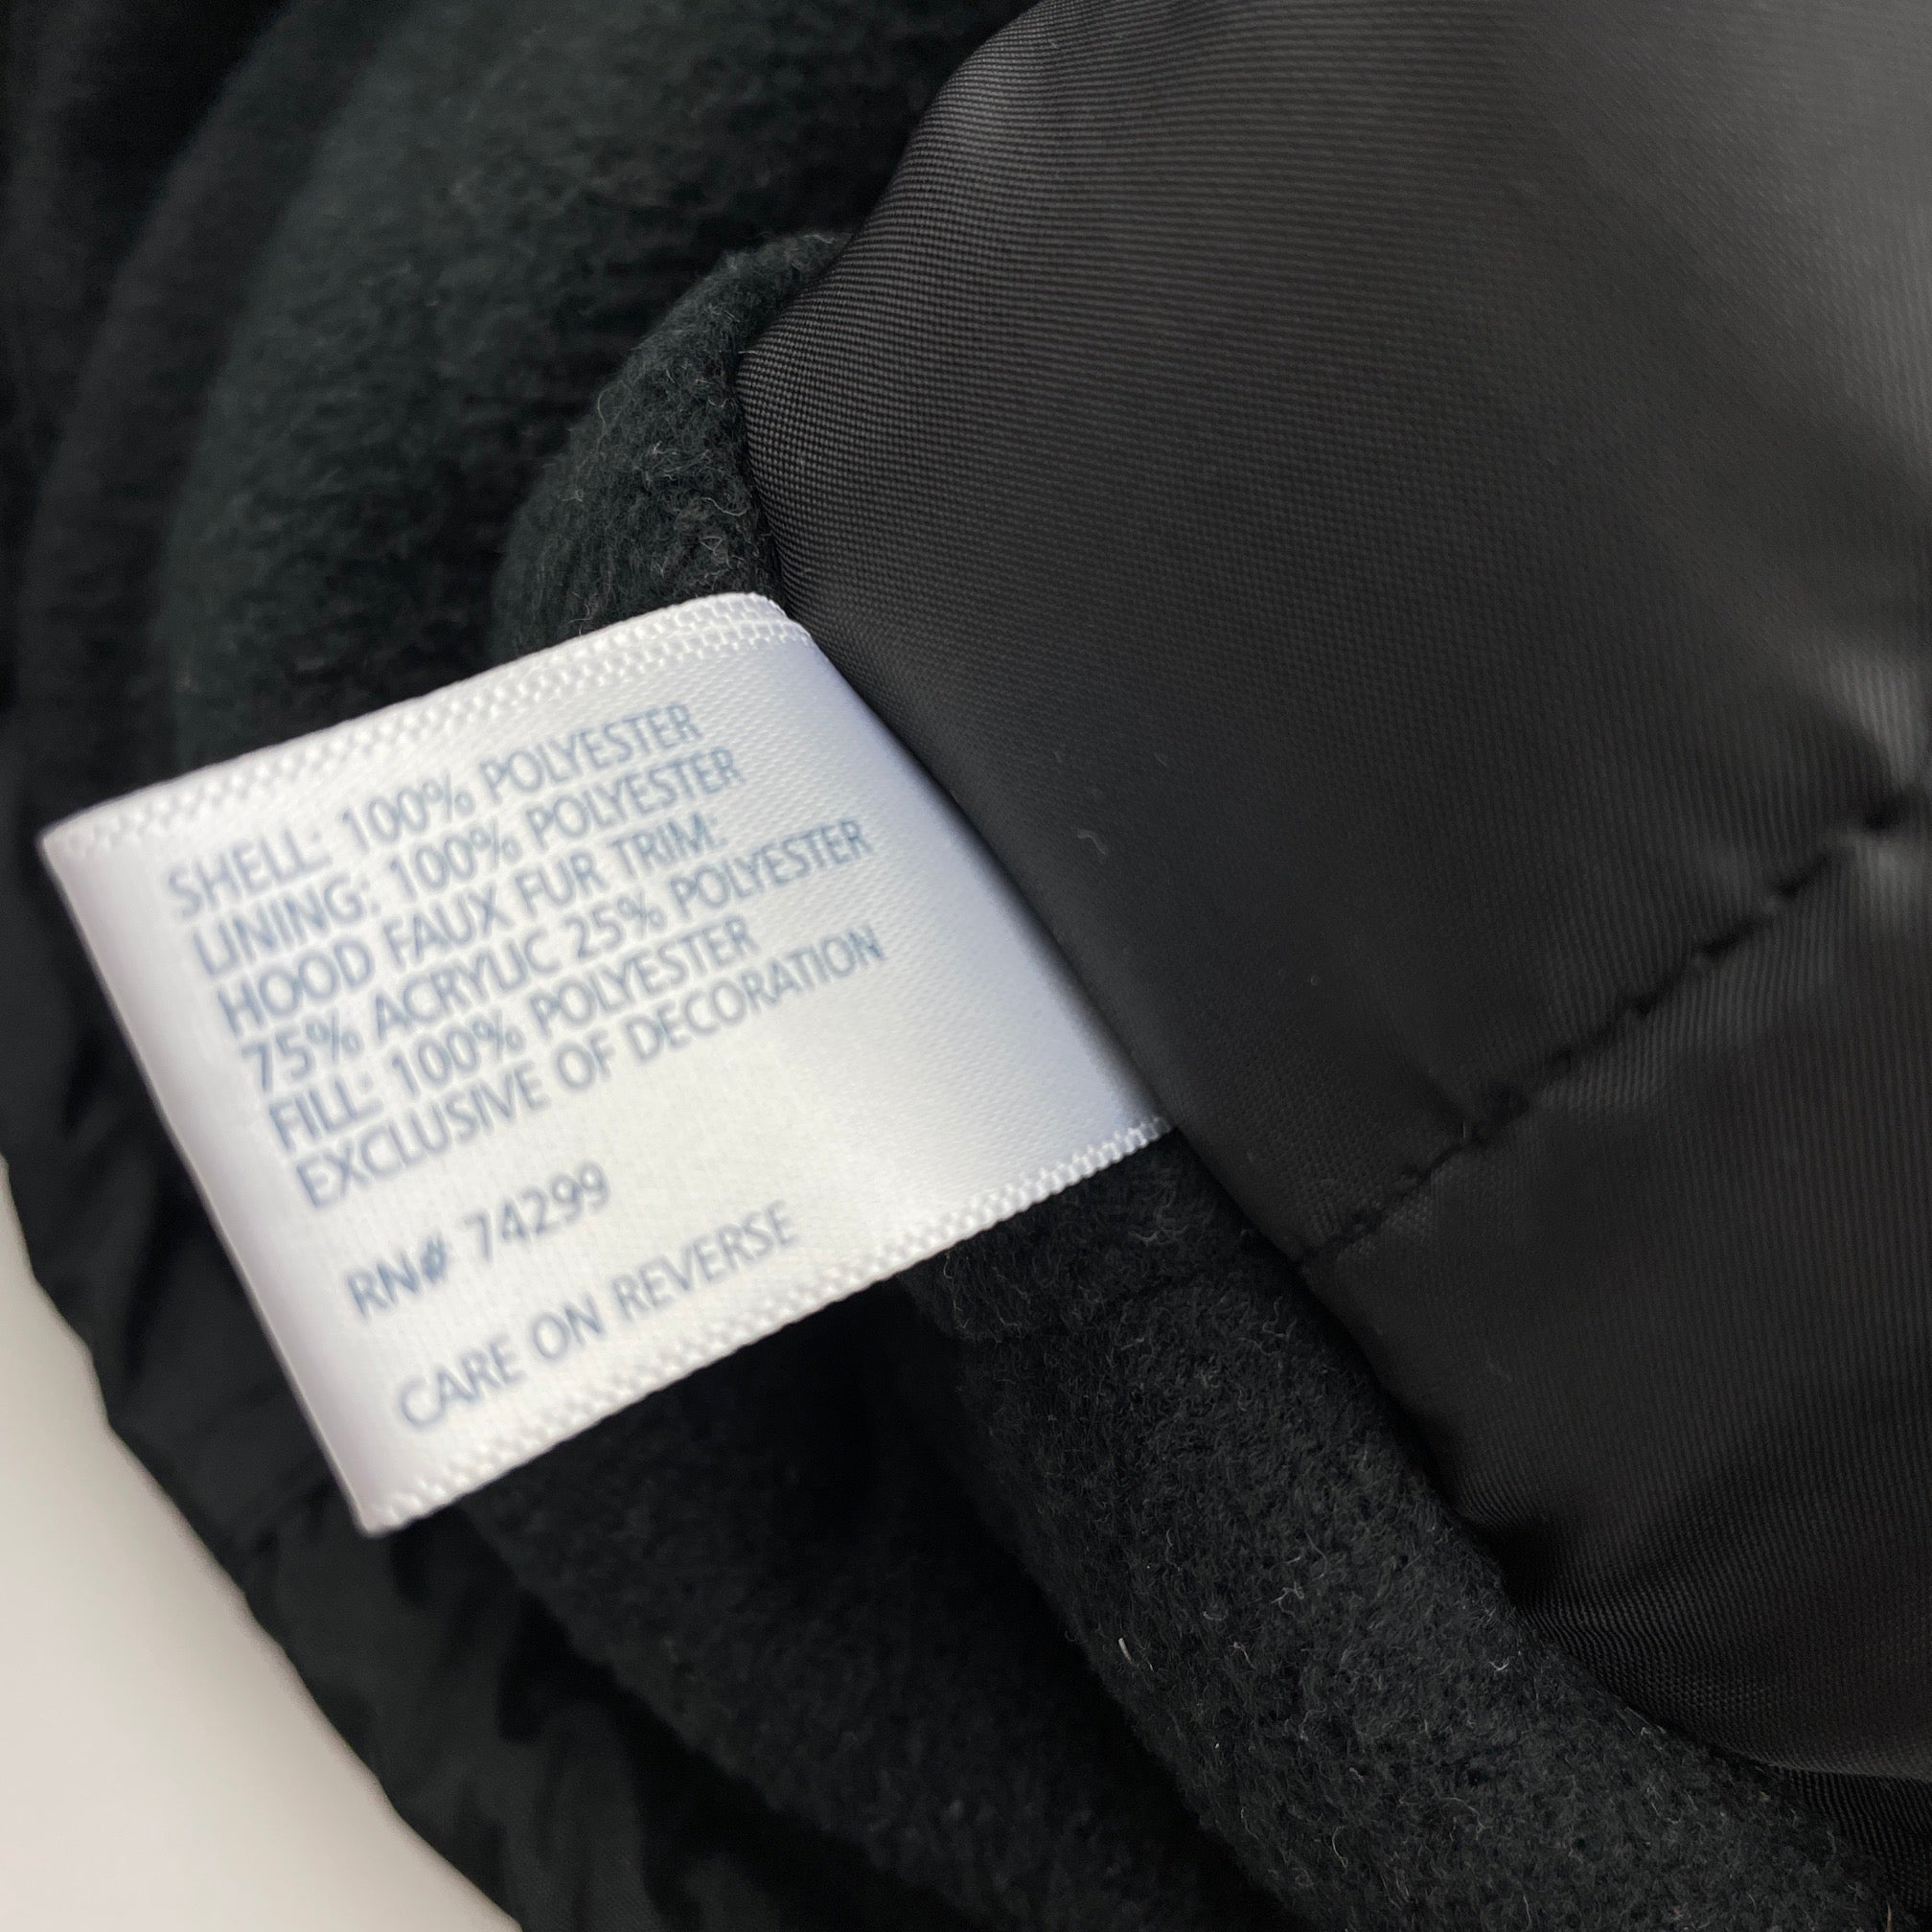 SHELL: 100% POLYESTER
LINING: 100% POLYESTER
HOOD FAUX FUR TRIM:
75% ACRYLIC 25% POLYESTER
FILL: 100% POLYESTER
EXCLUSIVE OF DECORATION
RN# 74299
CARE ON REVERSE